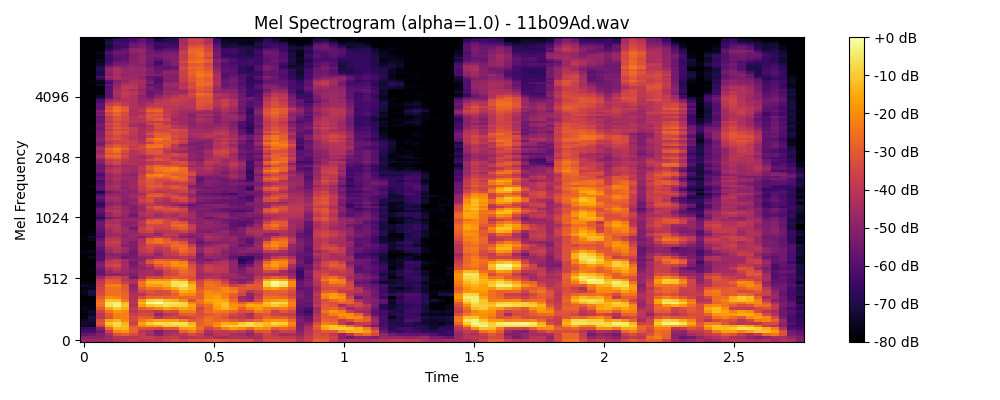 Mel Spectrogram (alpha=1.0) - 11b09Ad.wav
Mel Frequency
4096
2048
1024
512
0
0
0.5
1
1.5
2
2.5
Time
+0 dB
-10 dB
-20 dB
-30 dB
-40 dB
-50 dB
-60 dB
-70 dB
-80 dB